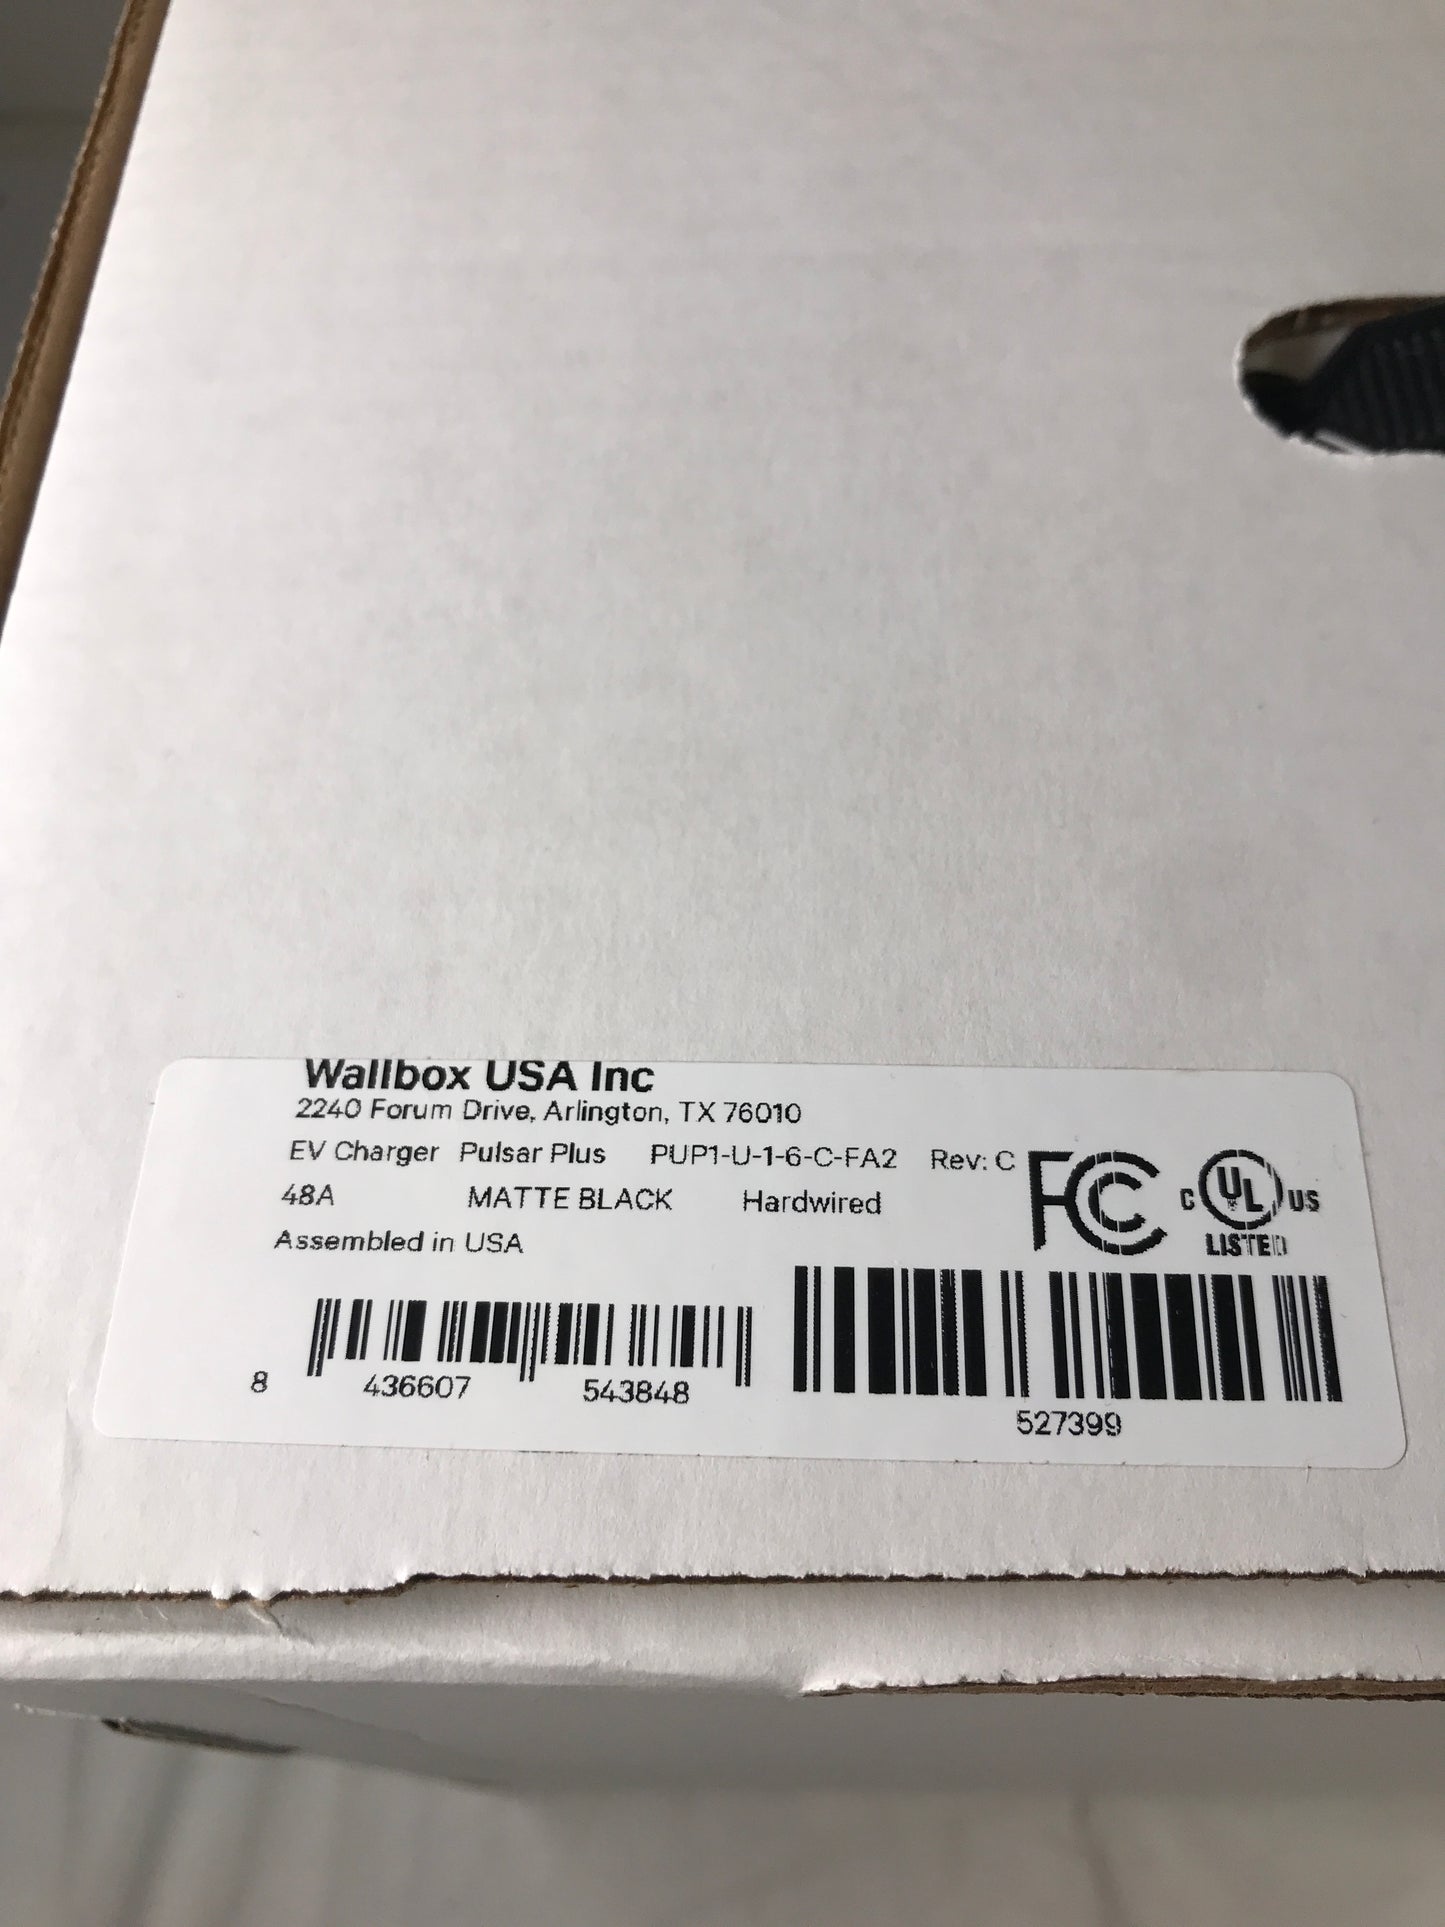 Wallbox USA Inc
2240 Forum Drive, Arlington, TX 76010
EV Charger Pulsar Plus PUP1-U-1-6-C-FA2 Rev: C
48A MATTE BLACK Hardwired
Assembled in USA
FC
C UL US
LISTED
8 436607 543848
527399